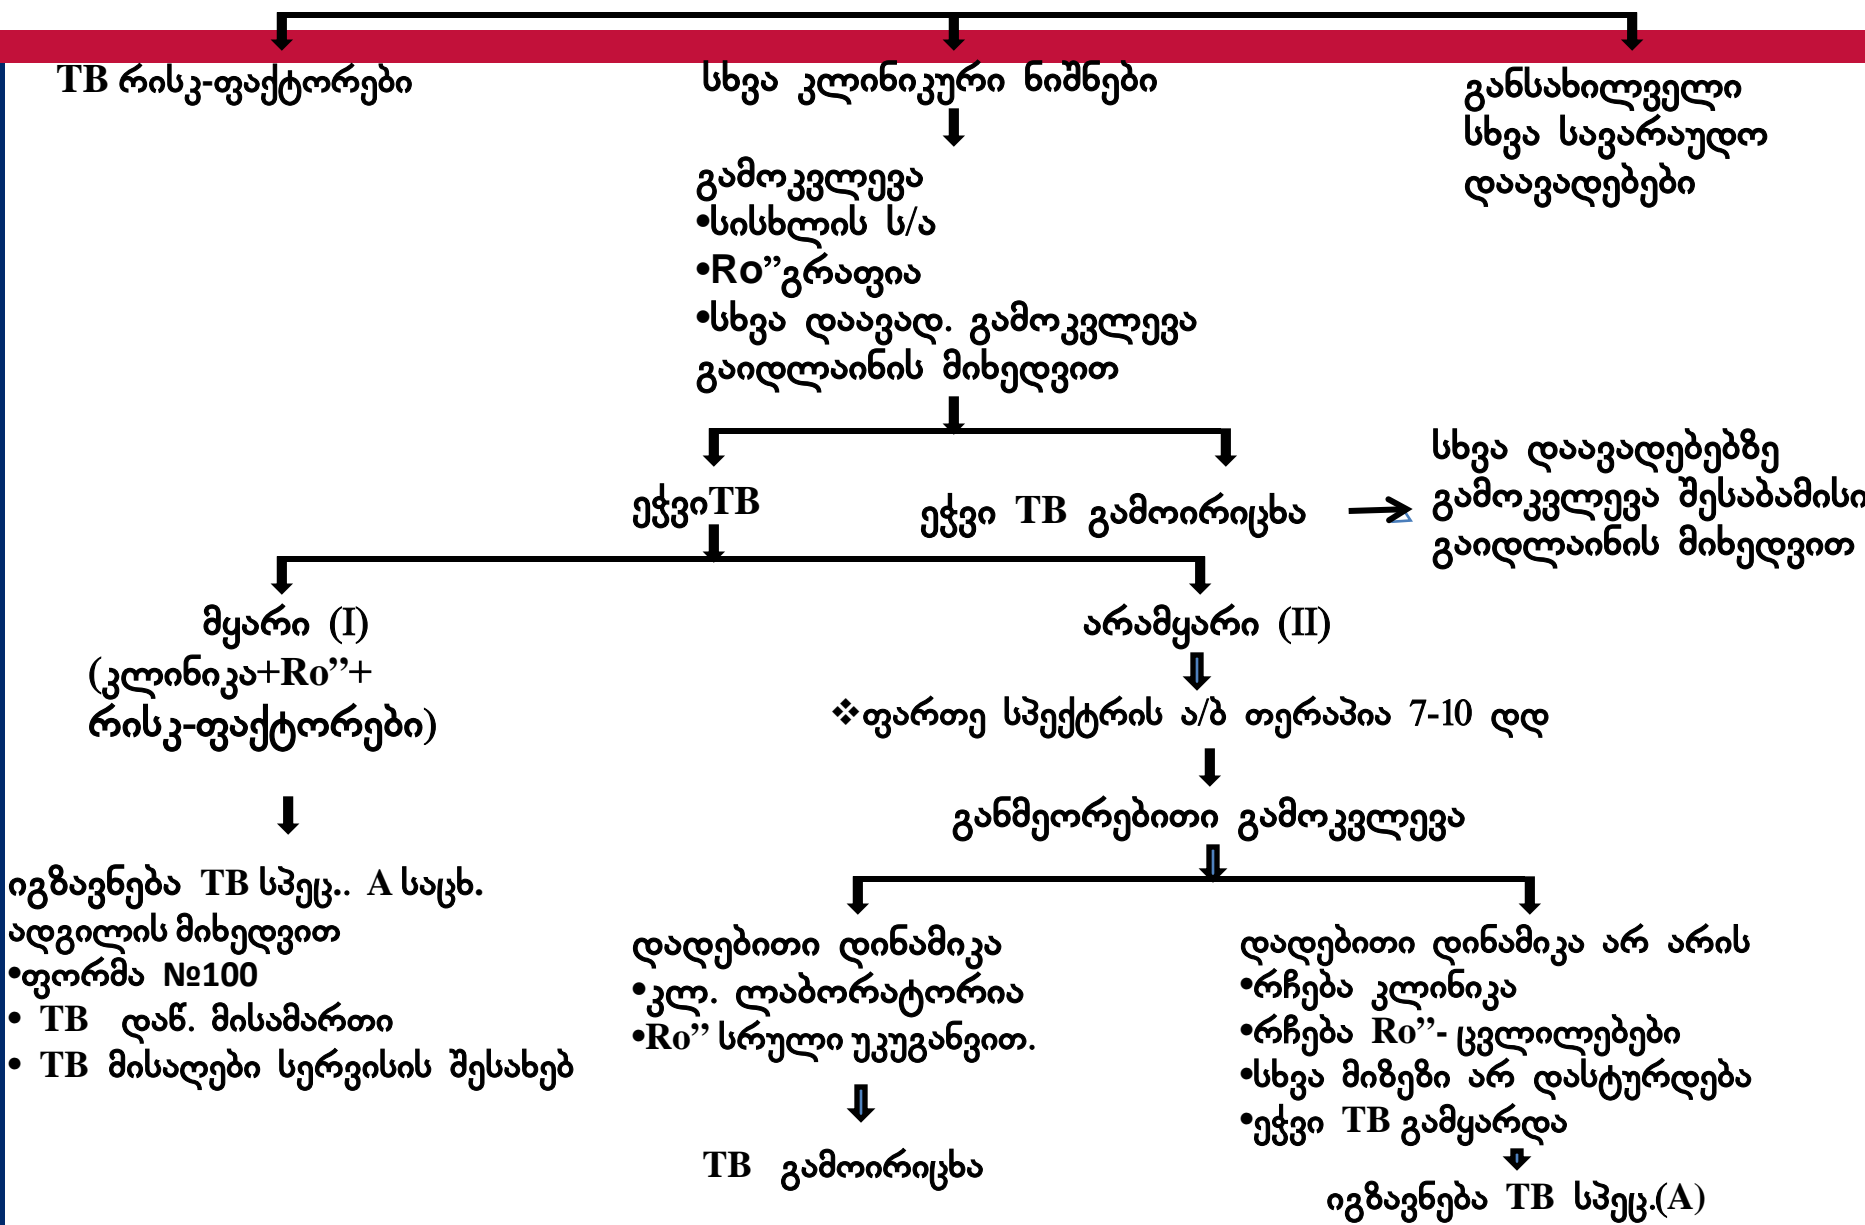 TB რისკ-ფაქტორები
სხვა კლინიკური ნიშნები
განსახილველი
სხვა სავარაუდო
დაავადებები
გამოკვლევა
•სისხლის ს/ა
•Ro”გრაფია
•სხვა დაავად. გამოკვლევა
გაიდლაინის მიხედვით
ეჭვიTB
ეჭვი TB გამოირიცხა
სხვა დაავადებებზე
გამოკვლევა შესაბამისი
გაიდლაინის მიხედვით
მყარი (I)
(კლინიკა+Ro”+
რისკ-ფაქტორები)
არამყარი (II)
❖ფართე სპექტრის ა/ბ თერაპია 7-10 დდ
განმეორებითი გამოკვლევა
იგზავნება TB სპეც.. A საცხ.
ადგილის მიხედვით
•ფორმა №100
• TB დაწ. მისამართი
• TB მისაღები სერვისის შესახებ
დადებითი დინამიკა
•კლ. ლაბორატორია
•Ro” სრული უკუგანვით.
TB გამოირიცხა
დადებითი დინამიკა არ არის
•რჩება კლინიკა
•რჩება Ro”- ცვლილებები
•სხვა მიზეზი არ დასტურდება
•ეჭვი TB გამყარდა
იგზავნება TB სპეც.(A)